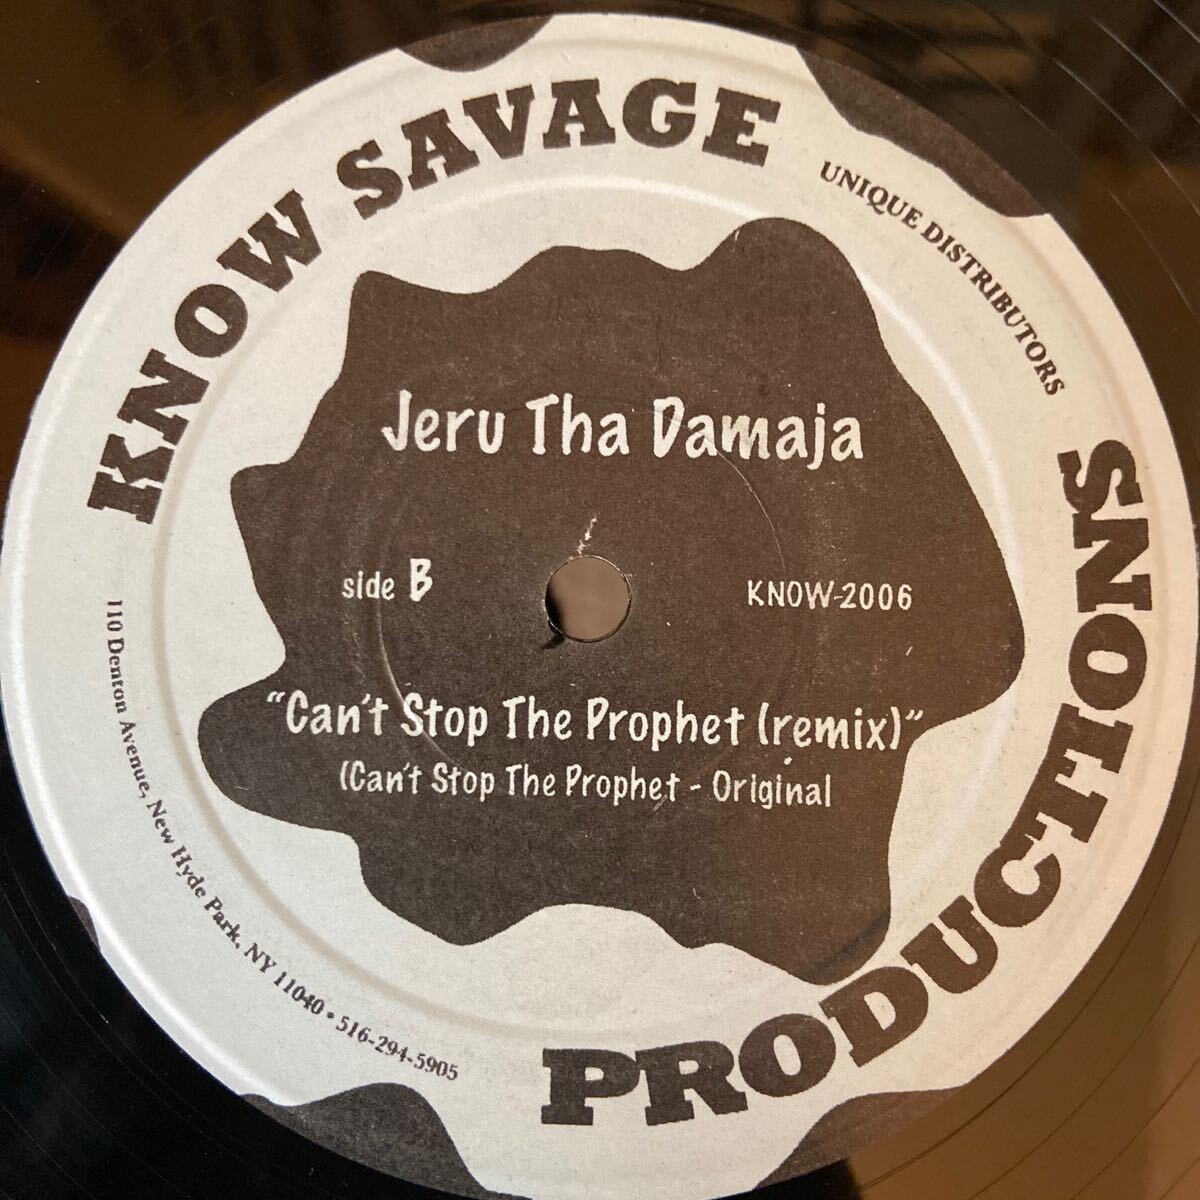 KNOW SAVAGE
PRODUCTIONS
UNIQUE DISTRIBUTORS
Jeru Tha Damaja
side B
KNOW-2006
"Can't Stop The Prophet (remix)"
(Can't Stop The Prophet - Original
110 Denton Avenue, New Hyde Park, NY 11040 • 516-294-5905